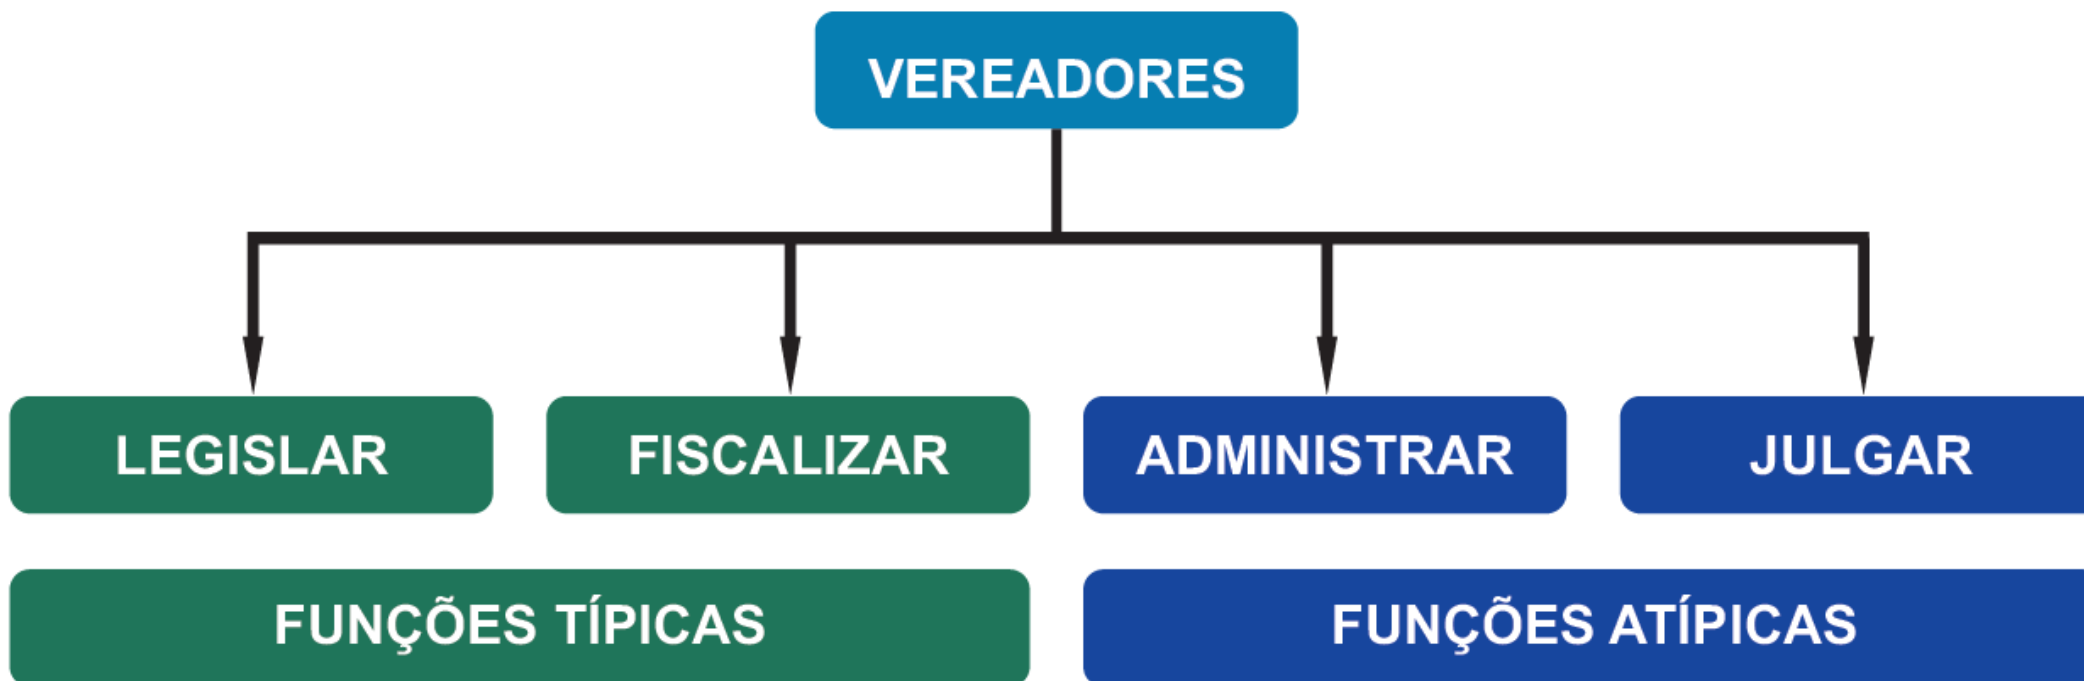 VEREADORES
LEGISLAR FISCALIZAR ADMINISTRAR JULGAR
FUNÇÕES TÍPICAS FUNÇÕES ATÍPICAS